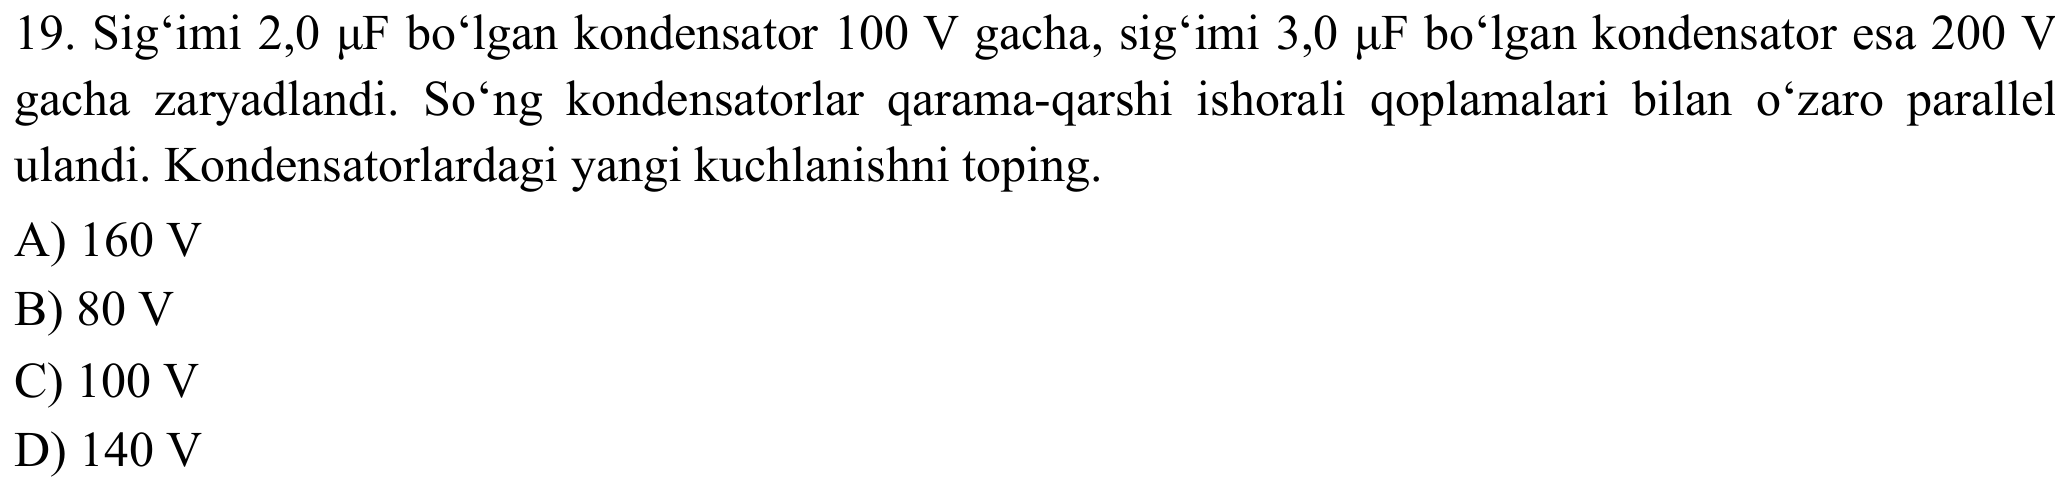 19. Sig‘imi 2,0 μF bo‘lgan kondensator 100 V gacha, sig‘imi 3,0 μF bo‘lgan kondensator esa 200 V
gacha zaryadlandi. So‘ng kondensatorlar qarama-qarshi ishorali qoplamalari bilan o‘zaro parallel
ulandi. Kondensatorlardagi yangi kuchlanishni toping.
A) 160 V
B) 80 V
C) 100 V
D) 140 V